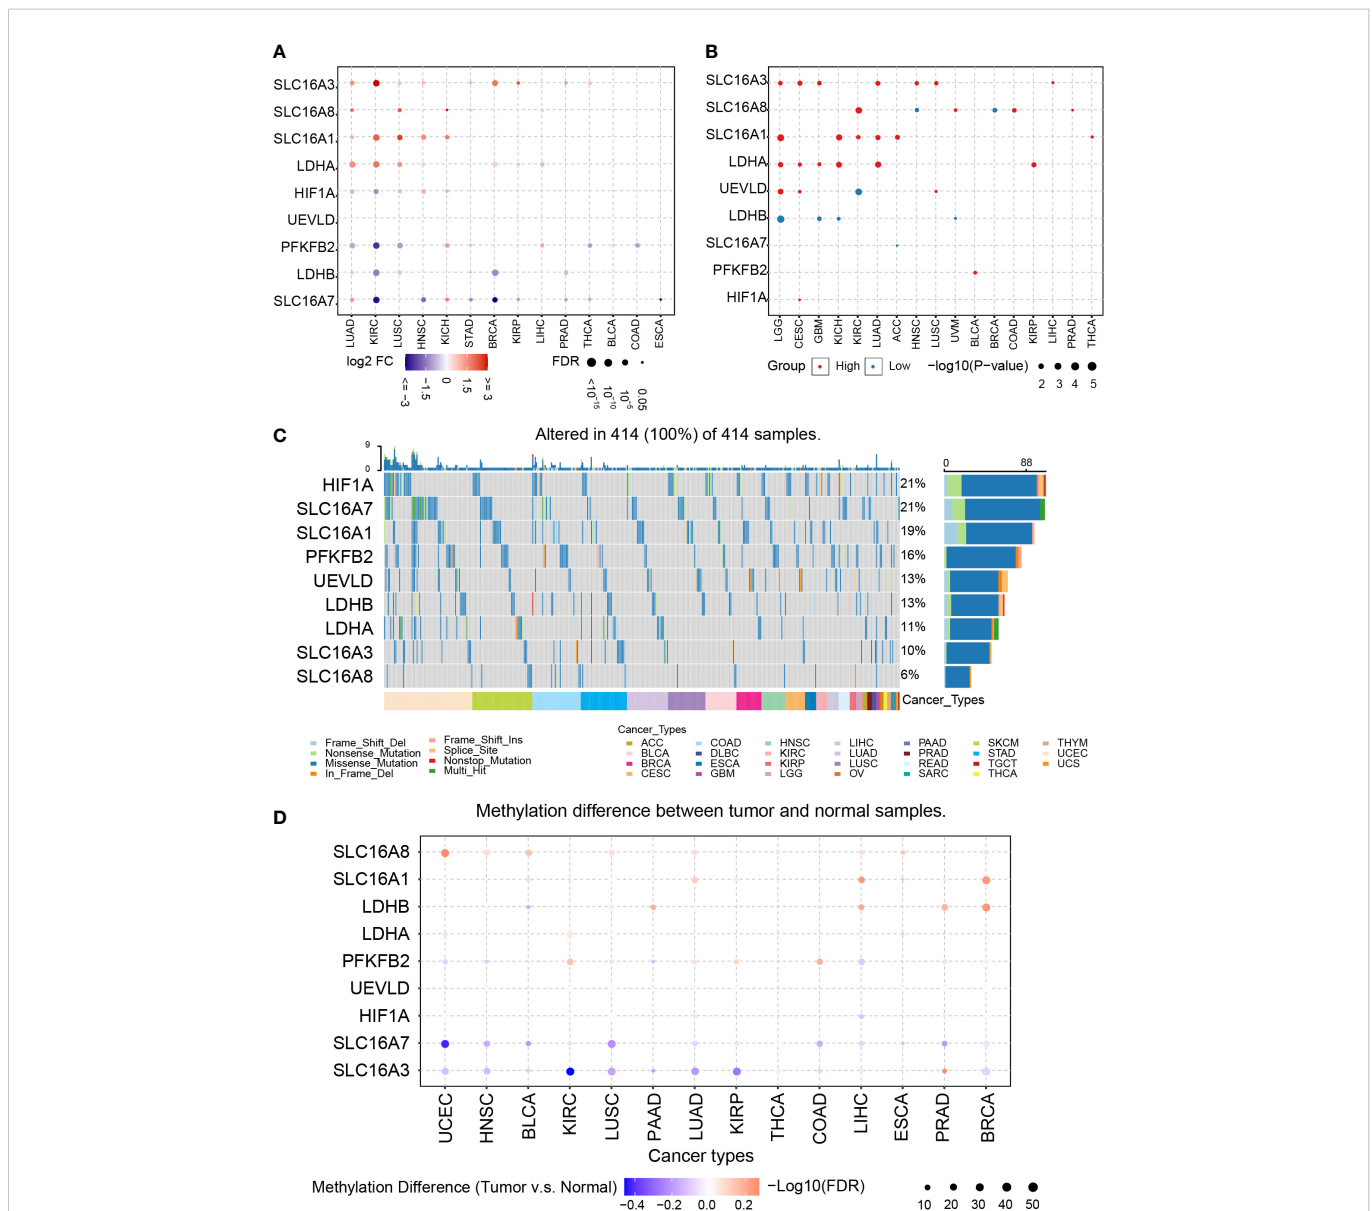 A
SLC16A3
SLC16A8
SLC16A1
LDHA
HIF1A
UEVLD
PFKFB2
LDHB
SLC16A7
LUAD
KIRC
LUSC
HNSC
KICH
STAD
BRCA
KIRP
LIHC
PRAD
THCA
BLCA
COAD
ESCA
log2 FC
<=-3
-1.5
0
1.5
>=3
FDR
<10^-15
10^-10
10^-5
0.05
B
SLC16A3
SLC16A8
SLC16A1
LDHA
UEVLD
LDHB
SLC16A7
PFKFB2
HIF1A
LGG
CESC
GBM
KICH
KIRC
LUAD
ACC
HNSC
LUSC
UVM
BLCA
BRCA
COAD
KIRP
LIHC
PRAD
THCA
Group High Low −log10(P−value)
2 3 4 5
C
Altered in 414 (100%) of 414 samples.
9
0
0 88
HIF1A 21%
SLC16A7 21%
SLC16A1 19%
PFKFB2 16%
UEVLD 13%
LDHB 13%
LDHA 11%
SLC16A3 10%
SLC16A8 6%
Cancer_Types
Frame_Shift_Del
Nonsense_Mutation
Missense_Mutation
In_Frame_Del
Frame_Shift_Ins
Splice_Site
Nonstop_Mutation
Multi_Hit
Cancer_Types
ACC COAD HNSC LIHC PAAD SKCM THYM
BLCA DLBC KIRC LUAD PRAD STAD UCEC
BRCA ESCA KIRP LUSC READ TGCT UCS
CESC GBM LGG OV SARC THCA
D
Methylation difference between tumor and normal samples.
SLC16A8
SLC16A1
LDHB
LDHA
PFKFB2
UEVLD
HIF1A
SLC16A7
SLC16A3
UCEC
HNSC
BLCA
KIRC
LUSC
PAAD
LUAD
KIRP
THCA
COAD
LIHC
ESCA
PRAD
BRCA
Cancer types
Methylation Difference (Tumor v.s. Normal)
−0.4 −0.2 0.0 0.2
−Log10(FDR)
10 20 30 40 50